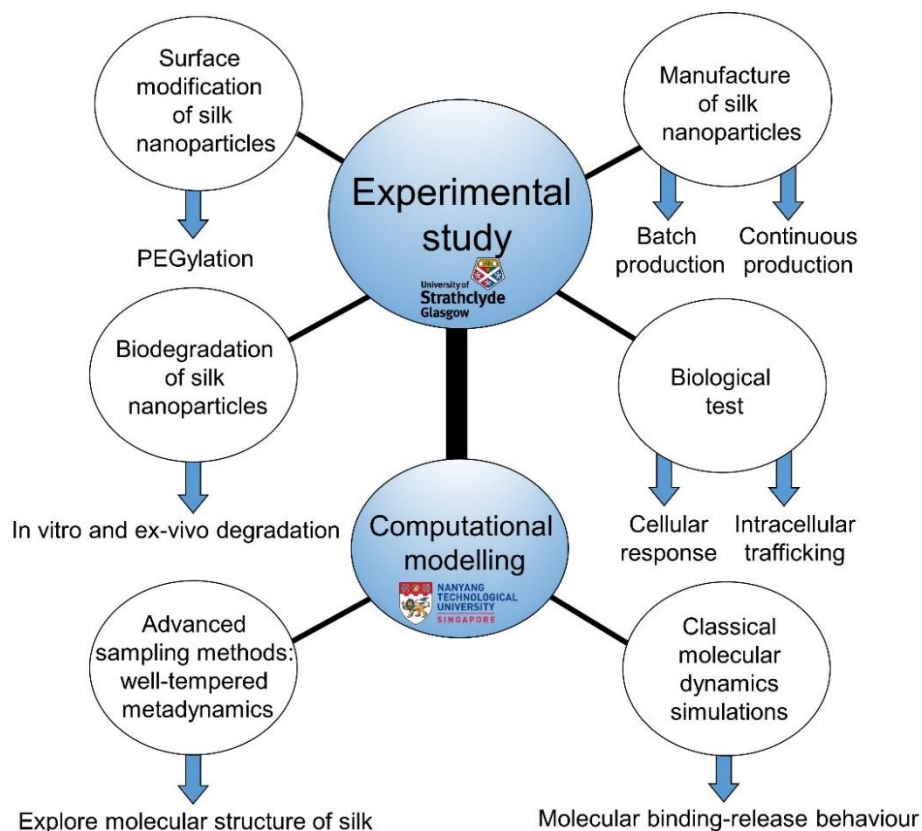 Surface
modification
of silk
nanoparticles
PEGylation
Manufacture
of silk
nanoparticles
Batch
production
Continuous
production
Experimental
study
University of
Strathclyde
Glasgow
Biodegradation
of silk
nanoparticles
In vitro and ex-vivo degradation
Biological
test
Cellular
response
Intracellular
trafficking
Computational
modelling
NANYANG
TECHNOLOGICAL
UNIVERSITY
SINGAPORE
Advanced
sampling methods:
well-tempered
metadynamics
Explore molecular structure of silk
Classical
molecular
dynamics
simulations
Molecular binding-release behaviour